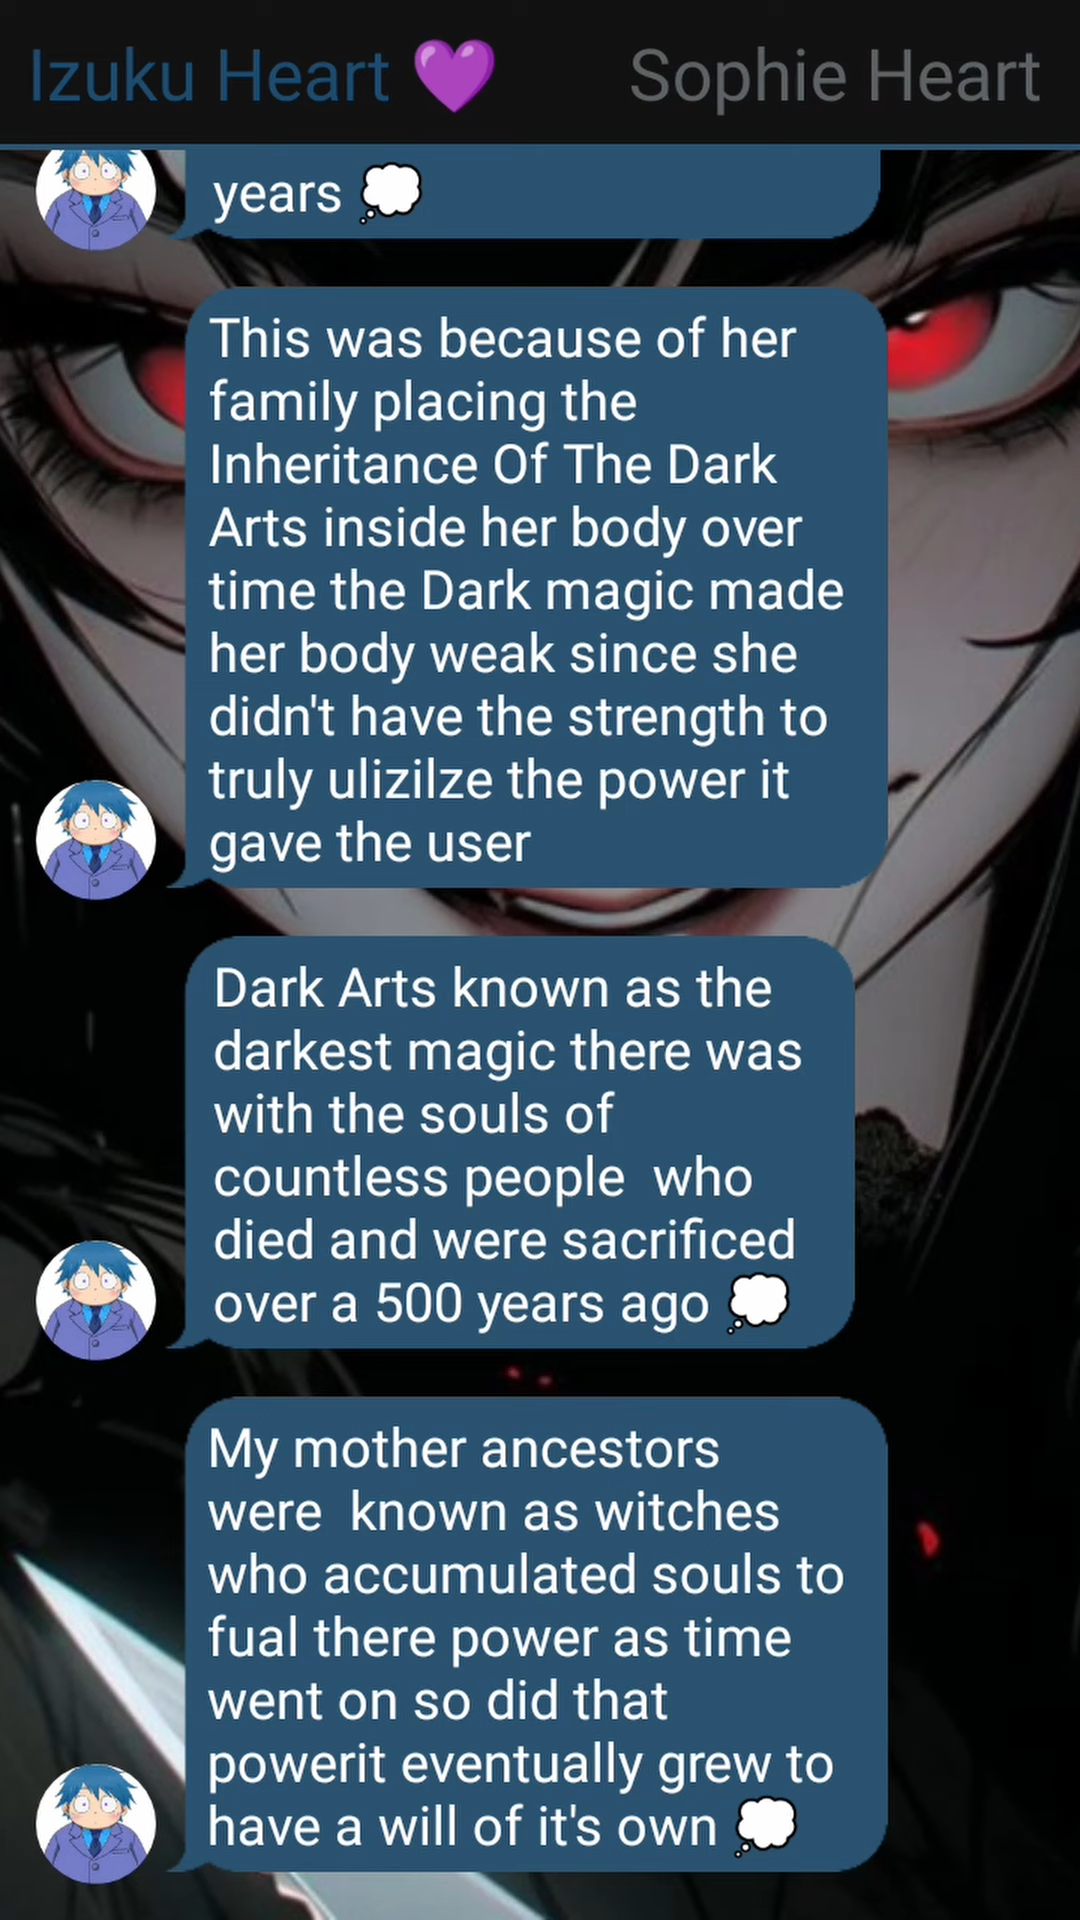 Izuku Heart 💜 Sophie Heart
years 💭
This was because of her
family placing the
Inheritance Of The Dark
Arts inside her body over
time the Dark magic made
her body weak since she
didn't have the strength to
truly ulizilze the power it
gave the user
Dark Arts known as the
darkest magic there was
with the souls of
countless people  who
died and were sacrificed
over a 500 years ago 💭
My mother ancestors
were  known as witches
who accumulated souls to
fual there power as time
went on so did that
powerit eventually grew to
have a will of it's own 💭